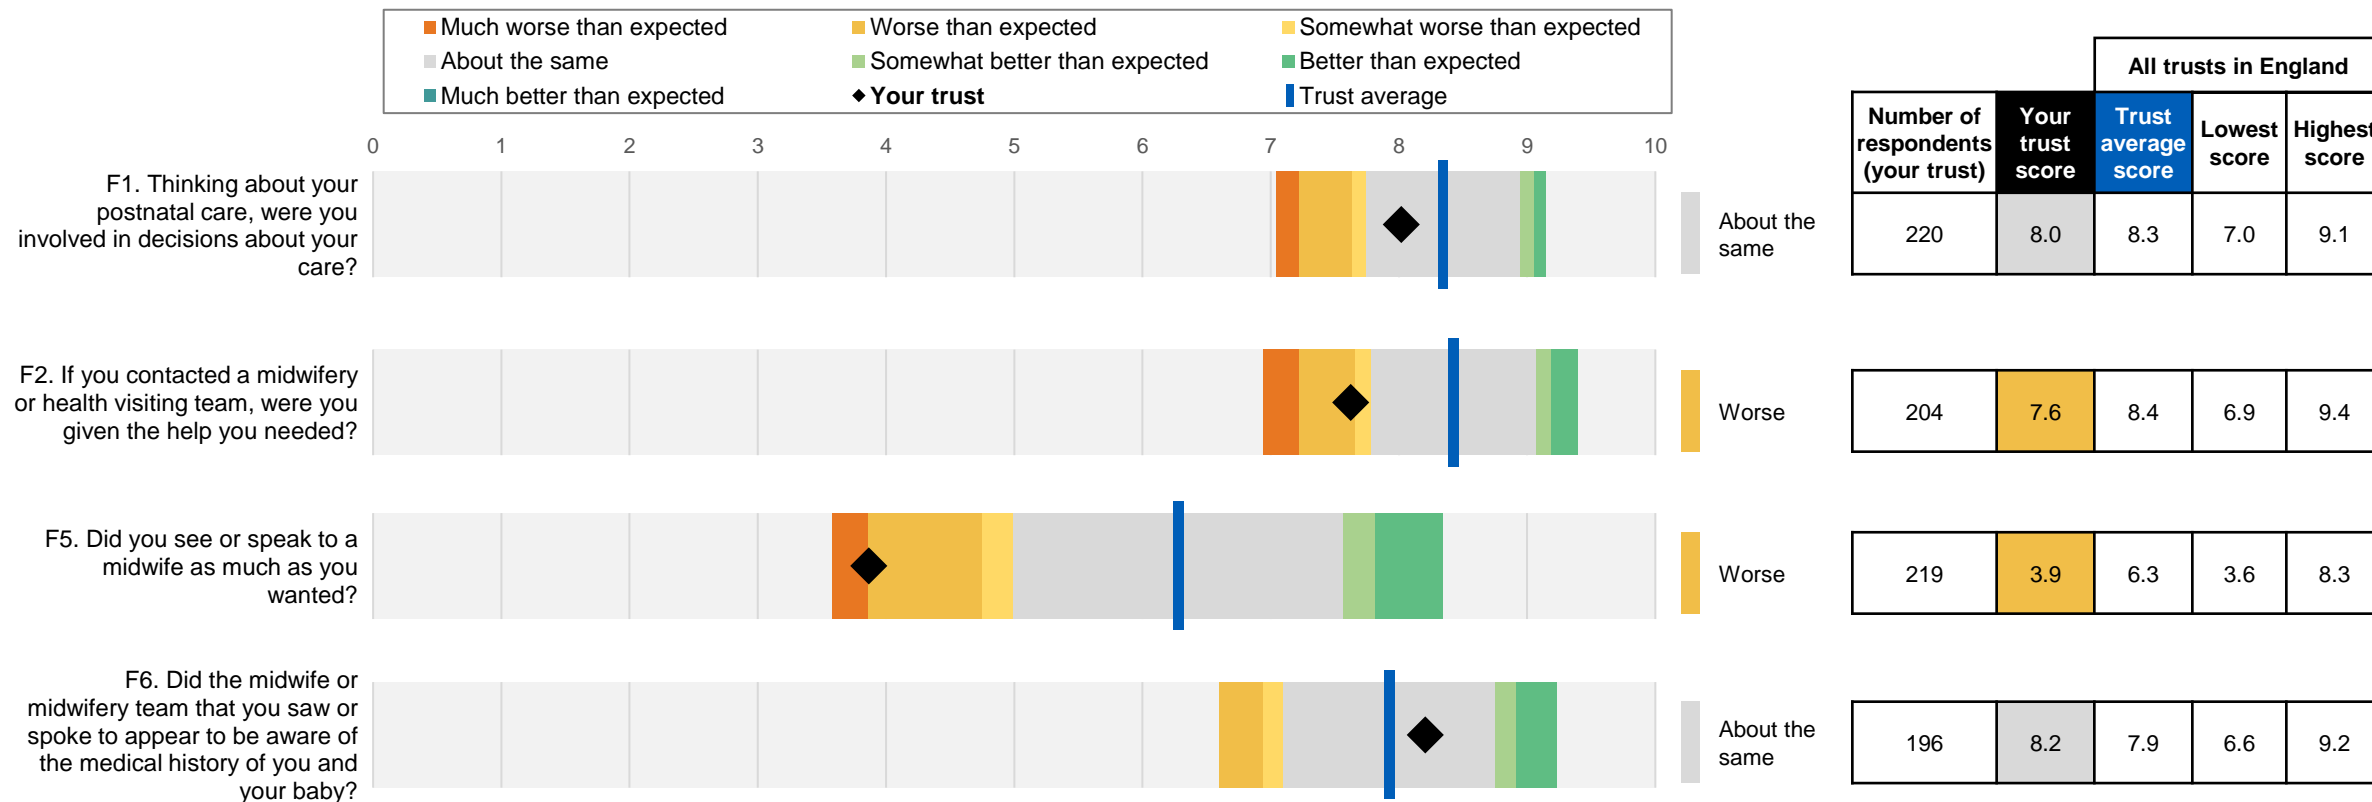 Much worse than expected
Worse than expected
Somewhat worse than expected
About the same
Somewhat better than expected
Better than expected
Much better than expected
Your trust
Trust average
All trusts in England
Number of
respondents
(your trust)
Your
trust
score
Trust
average
score
Lowest
score
Highest
score
0 1 2 3 4 5 6 7 8 9 10
F1. Thinking about your
postnatal care, were you
involved in decisions about your
care?
About the
same
220 8.0 8.3 7.0 9.1
F2. If you contacted a midwifery
or health visiting team, were you
given the help you needed?
Worse
204 7.6 8.4 6.9 9.4
F5. Did you see or speak to a
midwife as much as you
wanted?
Worse
219 3.9 6.3 3.6 8.3
F6. Did the midwife or
midwifery team that you saw or
spoke to appear to be aware of
the medical history of you and
your baby?
About the
same
196 8.2 7.9 6.6 9.2